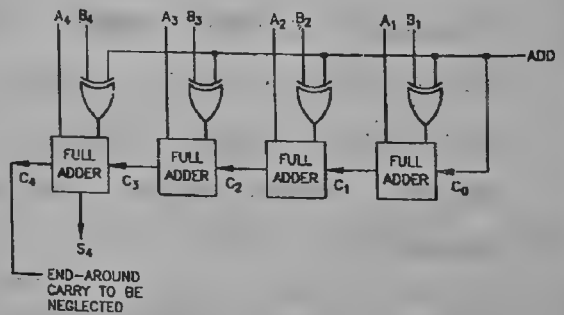 A4 B4 A3 B3 A2 B2 A1 B1
ADD
FULL ADDER
FULL ADDER
FULL ADDER
FULL ADDER
C4 C3 C2 C1 C0
S4
END-AROUND
CARRY TO BE
NEGLECTED